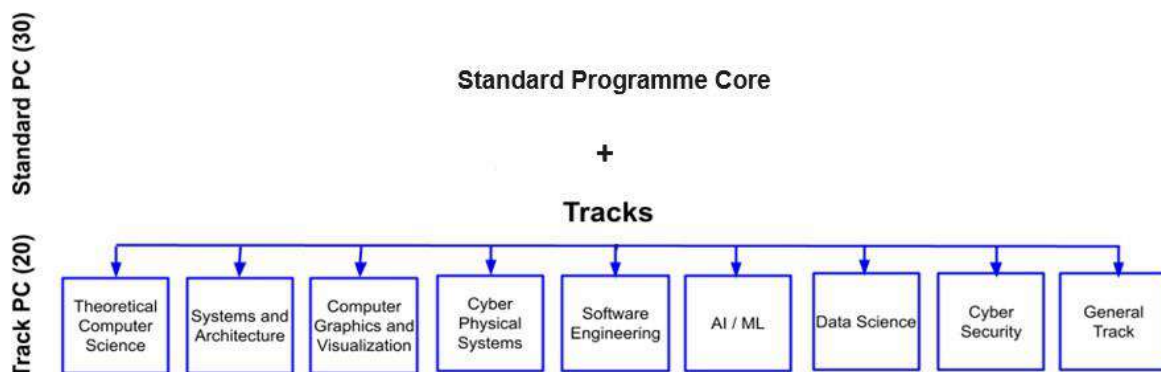 Standard PC (30)
Standard Programme Core
+
Tracks
Track PC (20)
Theoretical
Computer
Science
Systems and
Architecture
Computer
Graphics and
Visualization
Cyber
Physical
Systems
Software
Engineering
AI / ML
Data Science
Cyber
Security
General
Track